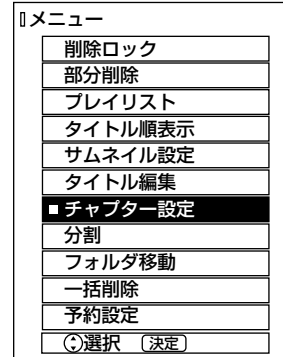 メニュー
削除ロック
部分削除
プレイリスト
タイトル順表示
サムネイル設定
タイトル編集
チャプター設定
分割
フォルダ移動
一括削除
予約設定
選択 決定